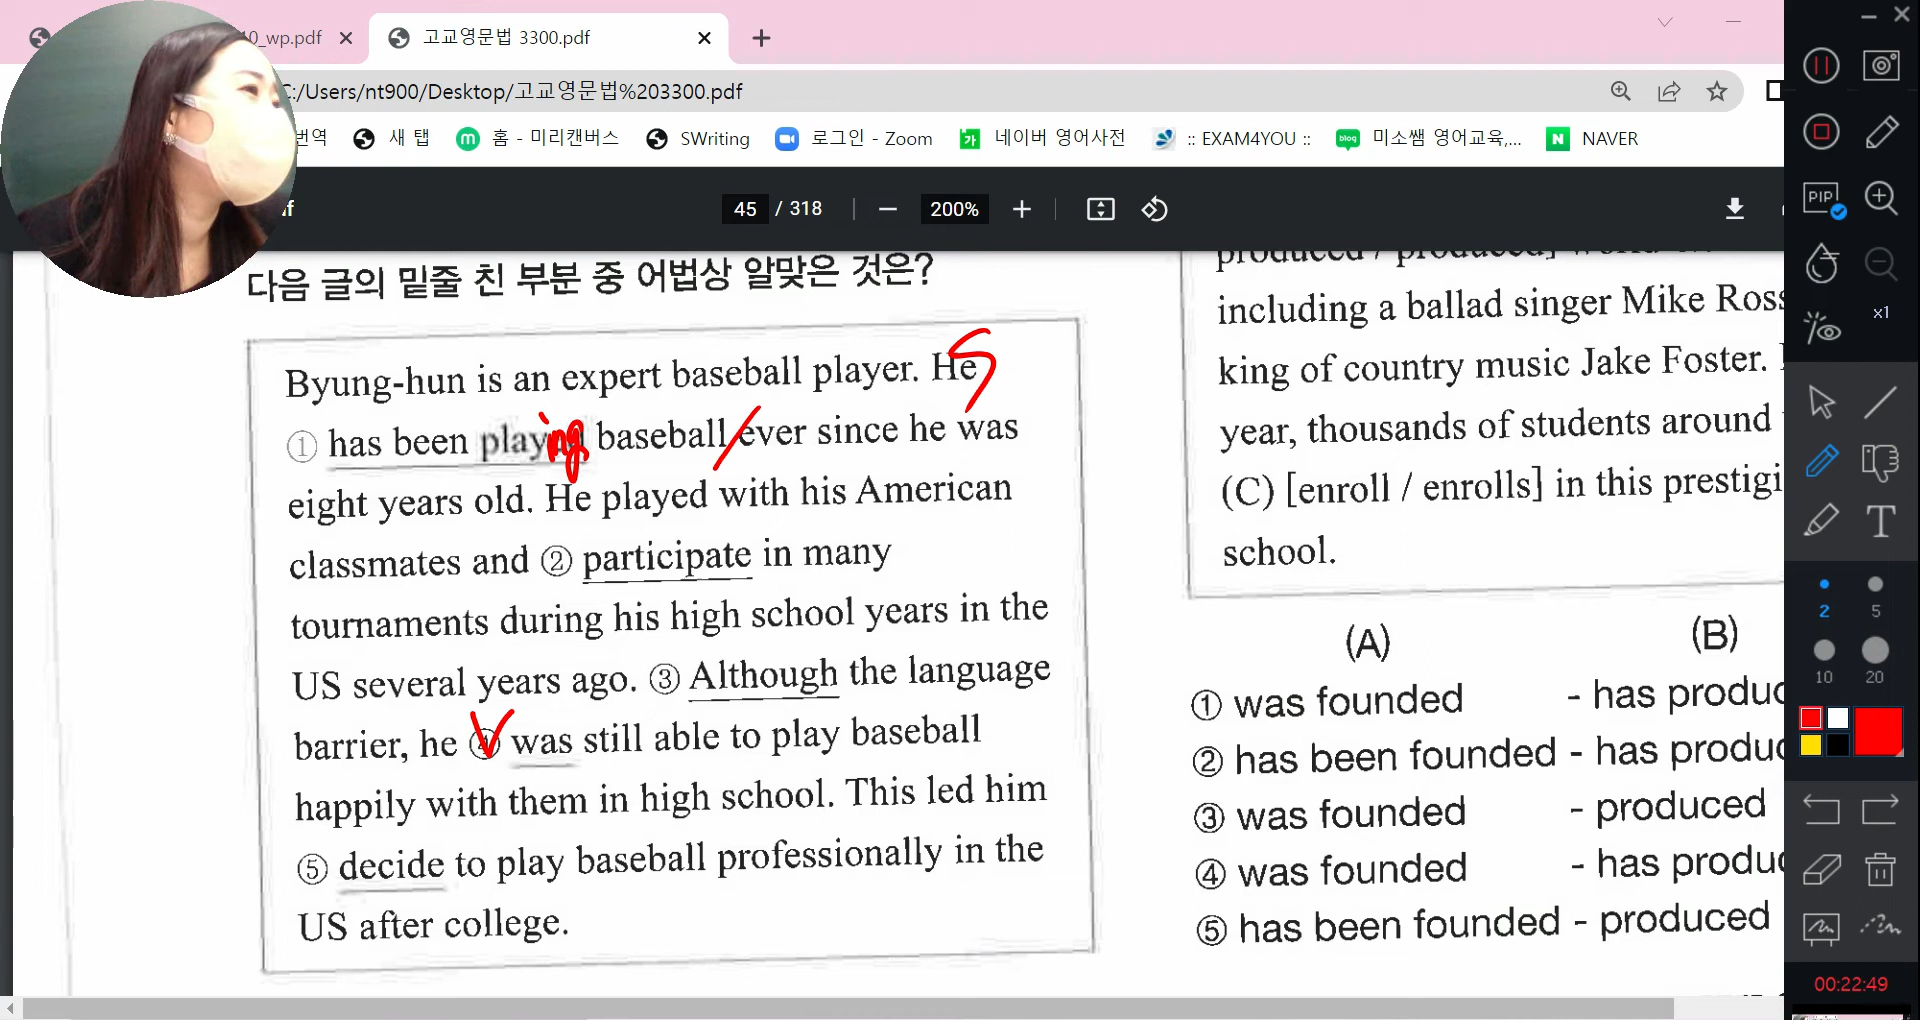 10_wp.pdf
고교영문법 3300.pdf
C:/Users/nt900/Desktop/고교영문법%203300.pdf
번역
새 탭
홈 - 미리캔버스
SWriting
로그인 - Zoom
네이버 영어사전
:: EXAM4YOU ::
미소쌤 영어교육,...
NAVER
45 / 318
200%
다음 글의 밑줄 친 부분 중 어법상 알맞은 것은?
Byung-hun is an expert baseball player. He
① has been playing baseball ever since he was
eight years old. He played with his American
classmates and ② participate in many
tournaments during his high school years in the
US several years ago. ③ Although the language
barrier, he ④ was still able to play baseball
happily with them in high school. This led him
⑤ decide to play baseball professionally in the
US after college.
produced / produced]
including a ballad singer Mike Ross
king of country music Jake Foster.
year, thousands of students around
(C) [enroll / enrolls] in this prestigi
school.
(A) (B)
① was founded - has produc
② has been founded - has produc
③ was founded - produced
④ was founded - has produc
⑤ has been founded - produced
PIP
x1
T
2 5
10 20
00:22:49